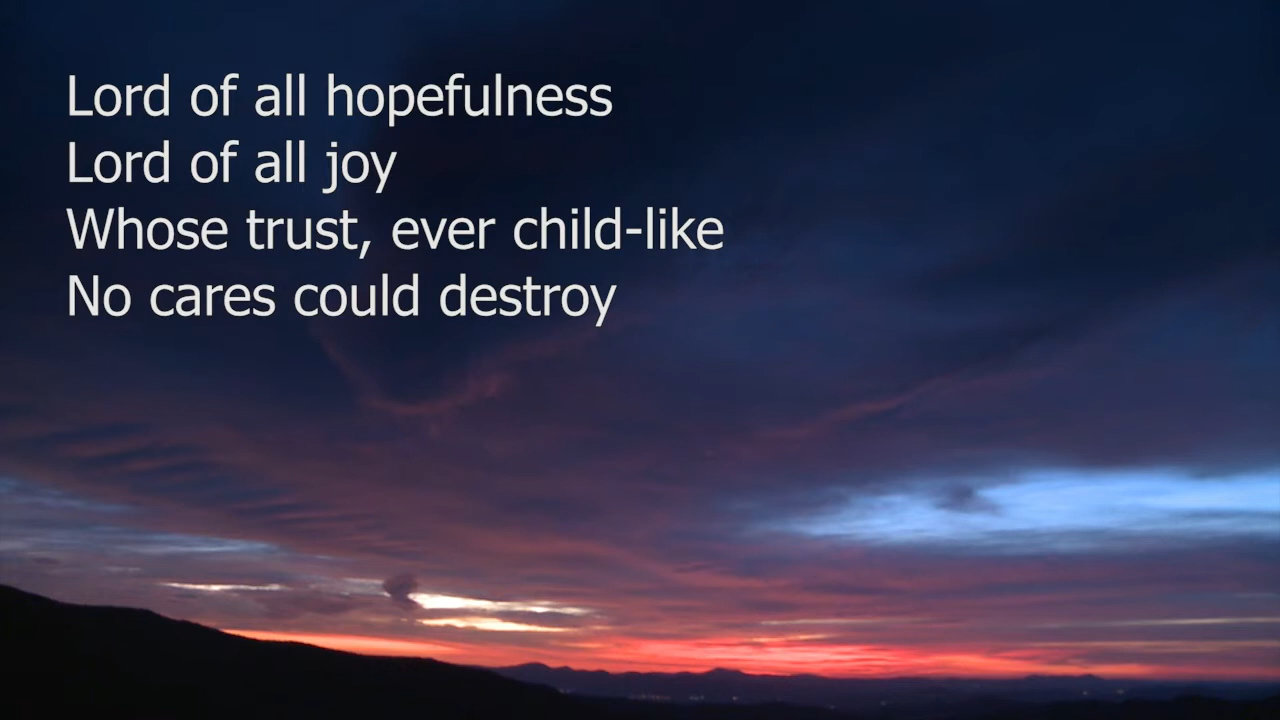 Lord of all hopefulness
Lord of all joy
Whose trust, ever child-like
No cares could destroy